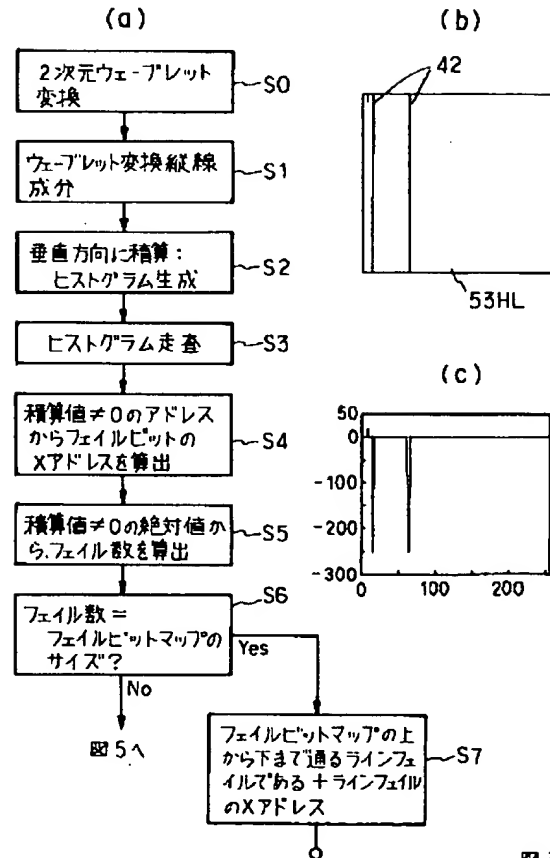 (a)
2次元ウェーブレット
変換
S0
ウェーブレット変換縦線
成分
S1
垂直方向に積算:
ヒストグラム生成
S2
ヒストグラム走査
S3
積算値≠0のアドレス
からフェイルビットの
Xアドレスを算出
S4
積算値≠0の絶対値か
ら、フェイル数を算出
S5
フェイル数=
フェイルビットマップの
サイズ?
S6
Yes
No
図5へ
フェイルビットマップの上
から下まで通るラインフェ
イルである+ラインフェイル
のXアドレス
S7
(b)
42
53HL
(c)
50
0
-100
-200
-300
0
100
200
図